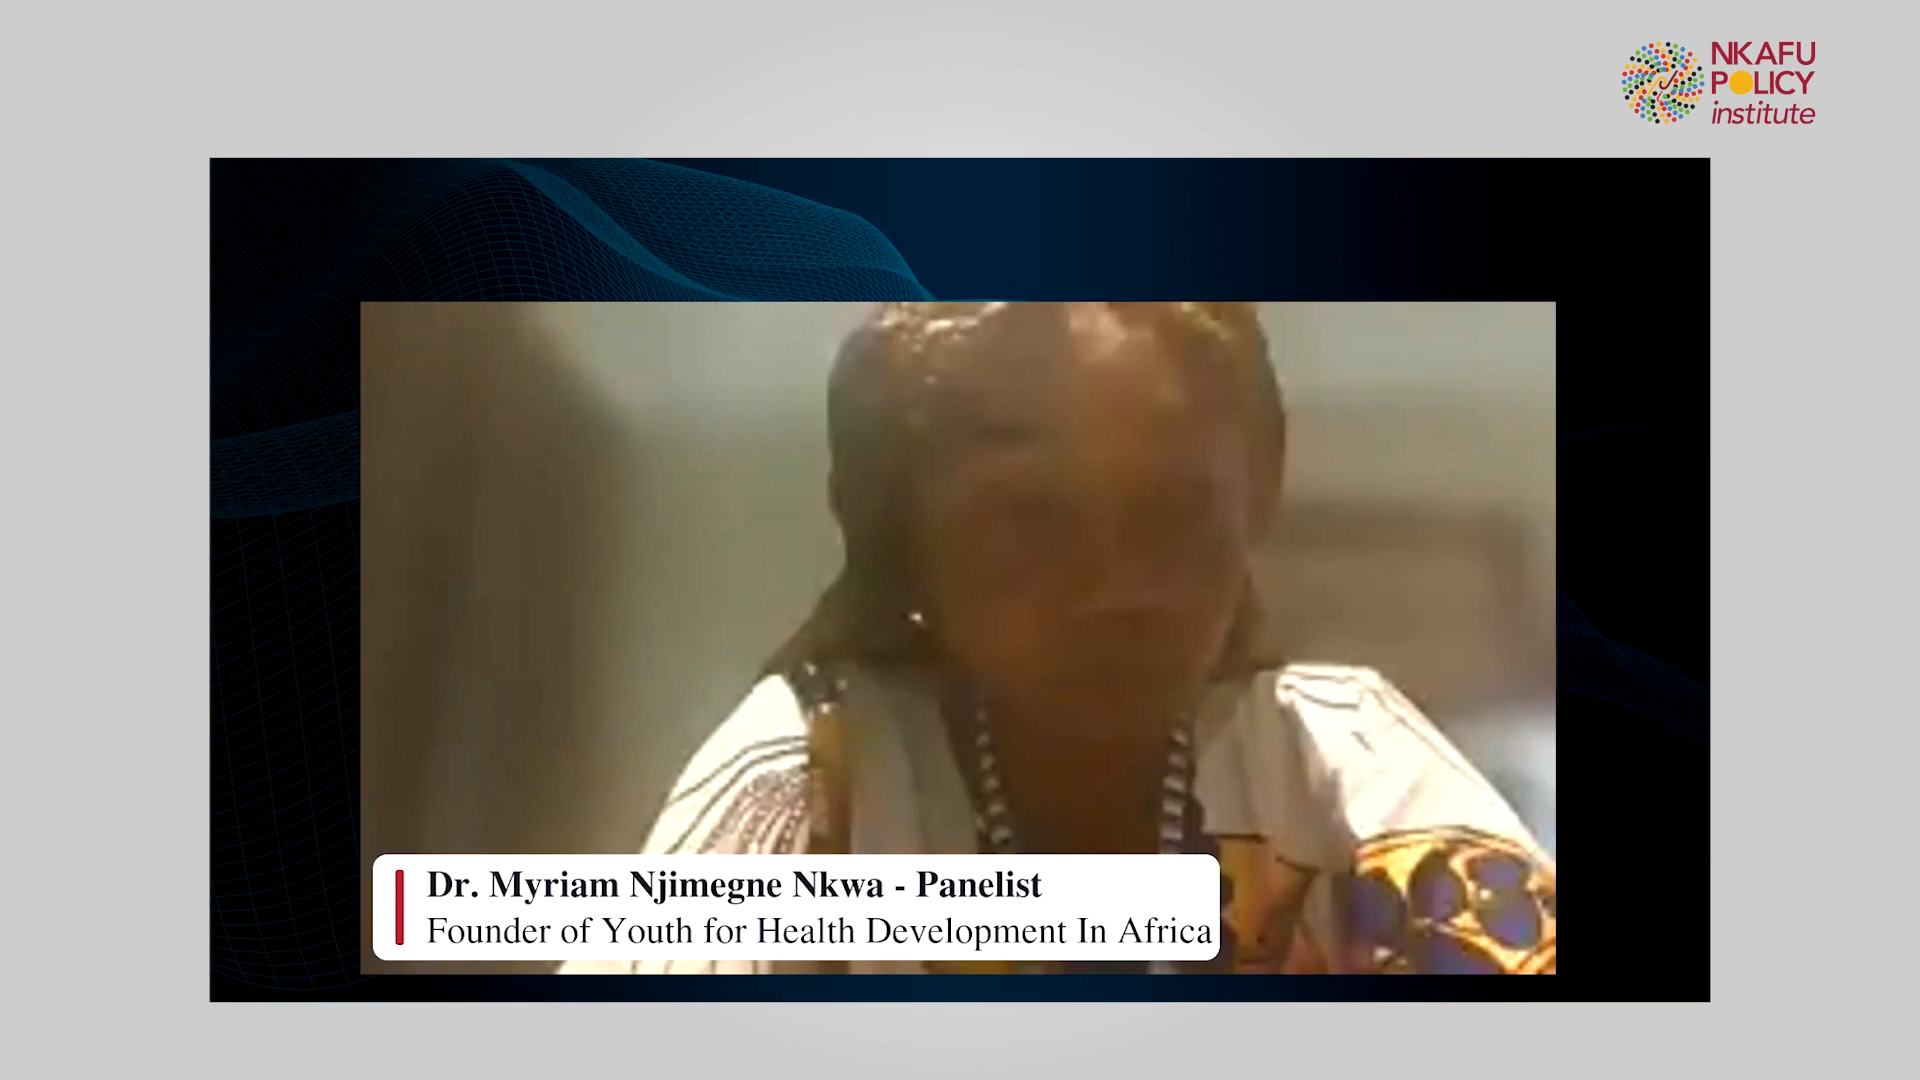 NKAFU
POLICY
institute
Dr. Myriam Njimegne Nkwa - Panelist
Founder of Youth for Health Development In Africa